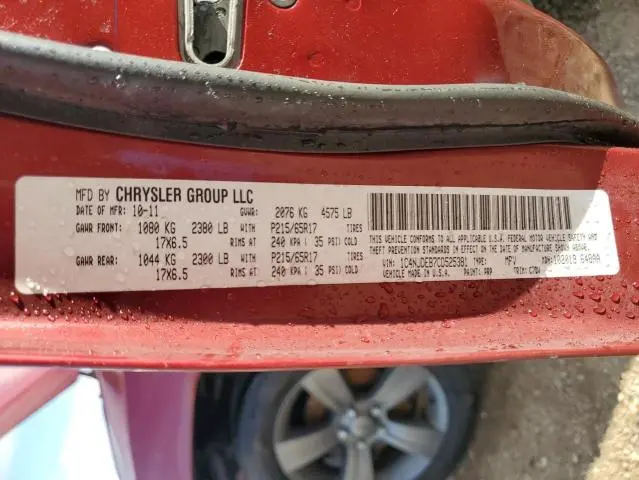 MFD BY CHRYSLER GROUP LLC
DATE OF MFR: 10-11 GVWR: 2076 KG 4575 LB
GAWR FRONT: 1080 KG 2380 LB WITH P215/65R17 TIRES
17X6.5 RIMS AT 240 KPA ( 35 PSI) COLD
GAWR REAR: 1044 KG 2300 LB WITH P215/65R17 TIRES
17X6.5 RIMS AT 240 KPA ( 35 PSI) COLD
THIS VEHICLE CONFORMS TO ALL APPLICABLE U.S.A. FEDERAL MOTOR VEHICLE SAFETY AND
THEFT PREVENTION STANDARDS IN EFFECT ON THE DATE OF MANUFACTURE SHOWN ABOVE.
VIN: 1C4NJDEB7CD525381 TYPE: MPV MDH:
VEHICLE MADE IN U.S.A. PAINT: PRP TRIM: